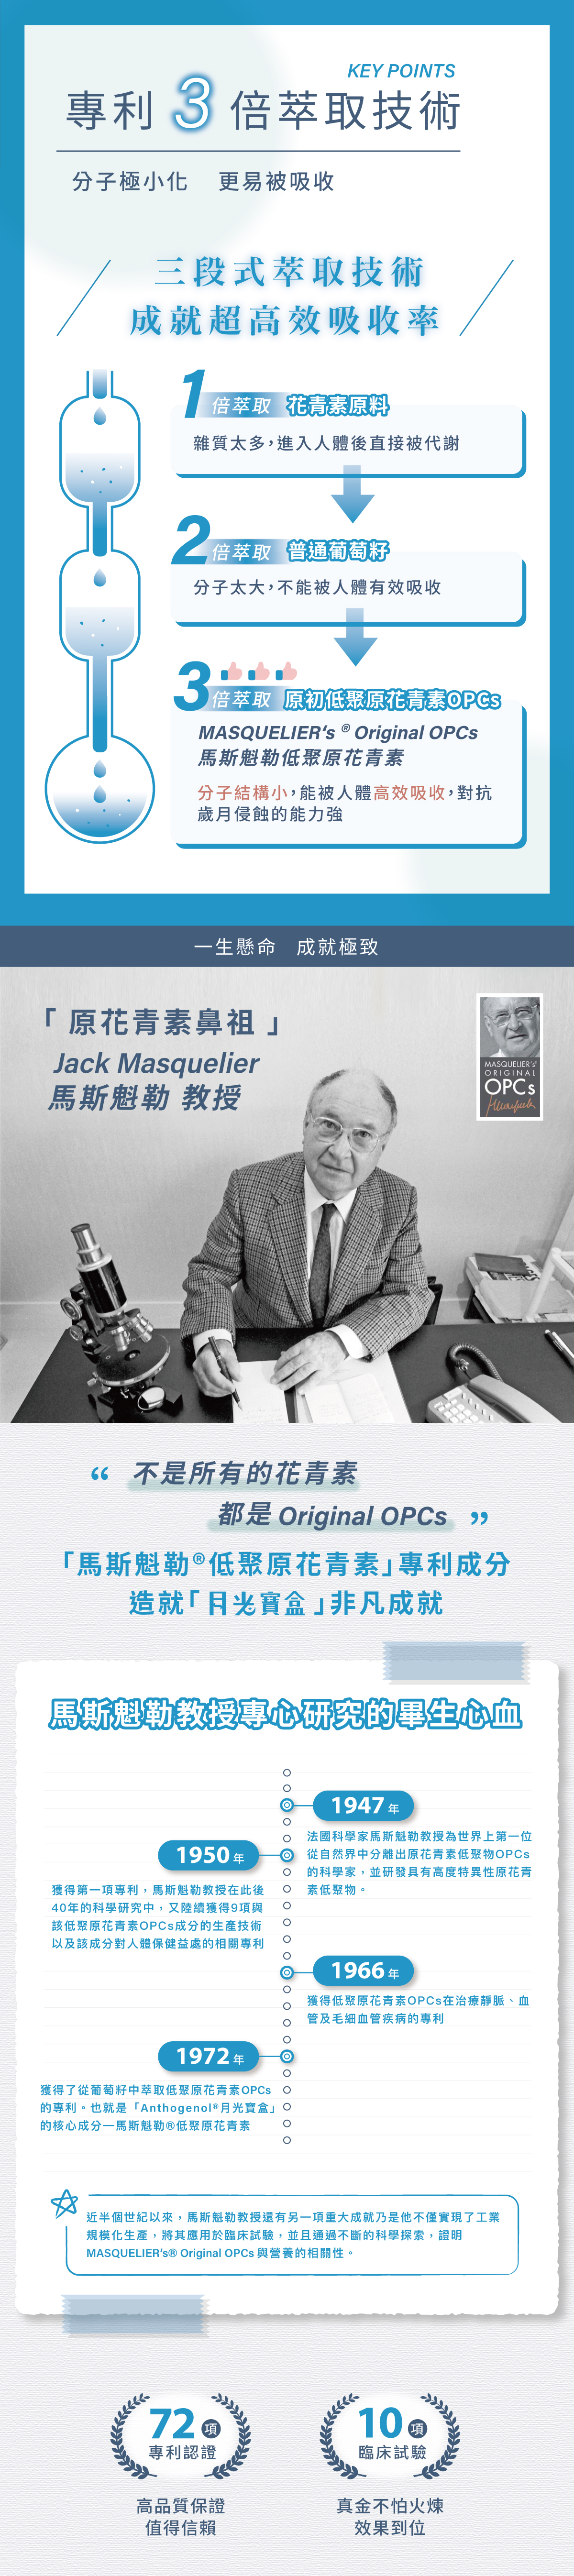 KEY POINTS
專利 3 倍萃取技術
分子極小化 更易被吸收
三段式萃取技術
成就超高效吸收率
1倍萃取 花青素原料
雜質太多,進入人體後直接被代謝
2倍萃取 普通葡萄籽
分子太大,不能被人體有效吸收
3倍萃取 原初低聚原花青素OPCs
MASQUELIER‘s ® Original OPCs
馬斯魁勒低聚原花青素
分子結構小,能被人體高效吸收,對抗
歲月侵蝕的能力強
一生懸命 成就極致
「 原花青素鼻祖 」
Jack Masquelier
馬斯魁勒 教授
MASQUELIER's®
ORIGINAL
OPCs
Masquelier
“ 不是所有的花青素
都是 Original OPCs ”
「馬斯魁勒®低聚原花青素」專利成分
造就「月光寶盒」非凡成就
馬斯魁勒教授專心研究的畢生心血
1947 年
法國科學家馬斯魁勒教授為世界上第一位
從自然界中分離出原花青素低聚物OPCs
的科學家,並研發具有高度特異性原花青
素低聚物。
1950 年
獲得第一項專利,馬斯魁勒教授在此後
40年的科學研究中,又陸續獲得9項與
該低聚原花青素OPCs成分的生產技術
以及該成分對人體保健益處的相關專利
1966 年
獲得低聚原花青素OPCs在治療靜脈、血
管及毛細血管疾病的專利
1972 年
獲得了從葡萄籽中萃取低聚原花青素OPCs
的專利。也就是「Anthogenol®月光寶盒」
的核心成分—馬斯魁勒®低聚原花青素
近半個世紀以來,馬斯魁勒教授還有另一項重大成就乃是他不僅實現了工業
規模化生產,將其應用於臨床試驗,並且通過不斷的科學探索,證明
MASQUELIER‘s® Original OPCs 與營養的相關性。
72 項
專利認證
高品質保證
值得信賴
10 項
臨床試驗
真金不怕火煉
效果到位